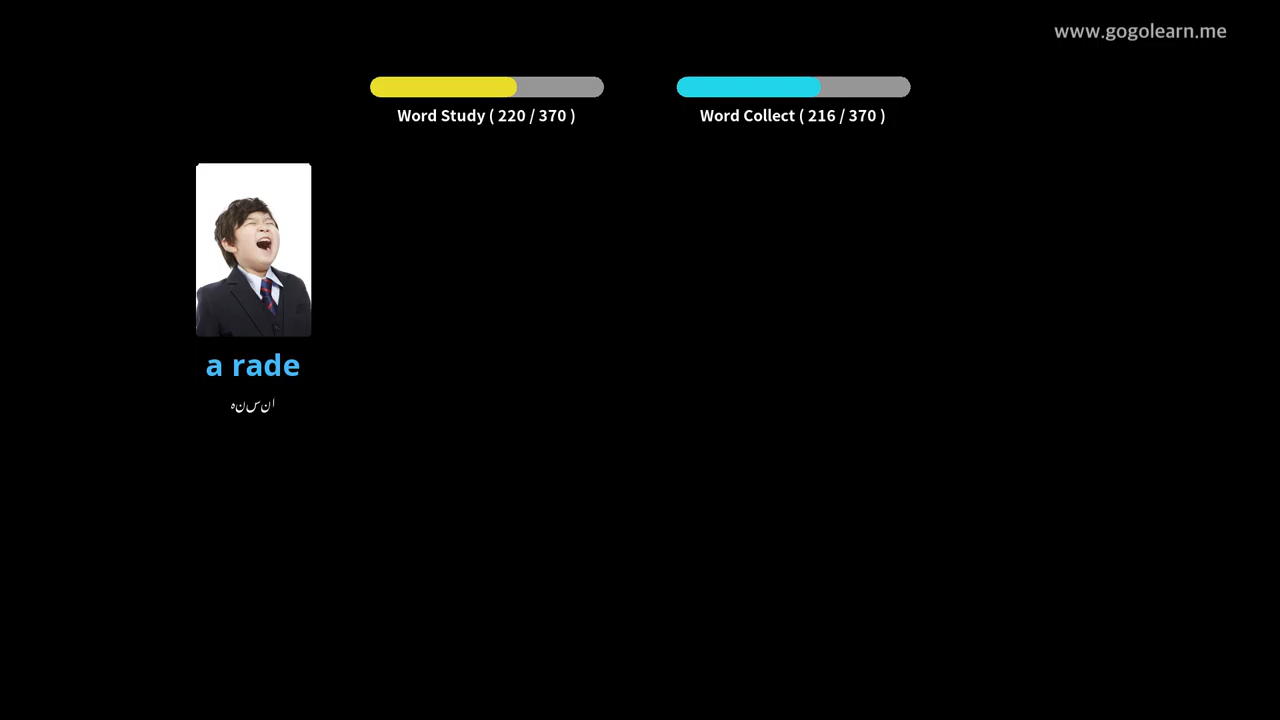 www.gogolearn.me
Word Study ( 220 / 370 )
Word Collect ( 216 / 370 )
a rade
ہنسنا